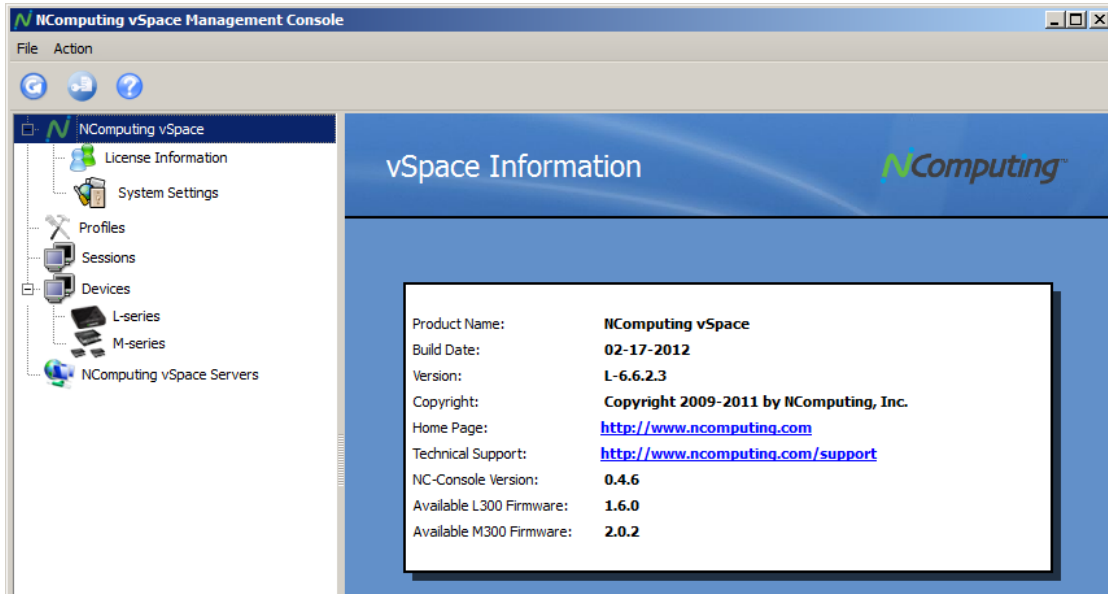 NComputing vSpace Management Console
File Action
NComputing vSpace
License Information
System Settings
Profiles
Sessions
Devices
L-series
M-series
NComputing vSpace Servers
vSpace Information
NComputing
Product Name: NComputing vSpace
Build Date: 02-17-2012
Version: L-6.6.2.3
Copyright: Copyright 2009-2011 by NComputing, Inc.
Home Page: http://www.ncomputing.com
Technical Support: http://www.ncomputing.com/support
NC-Console Version: 0.4.6
Available L300 Firmware: 1.6.0
Available M300 Firmware: 2.0.2